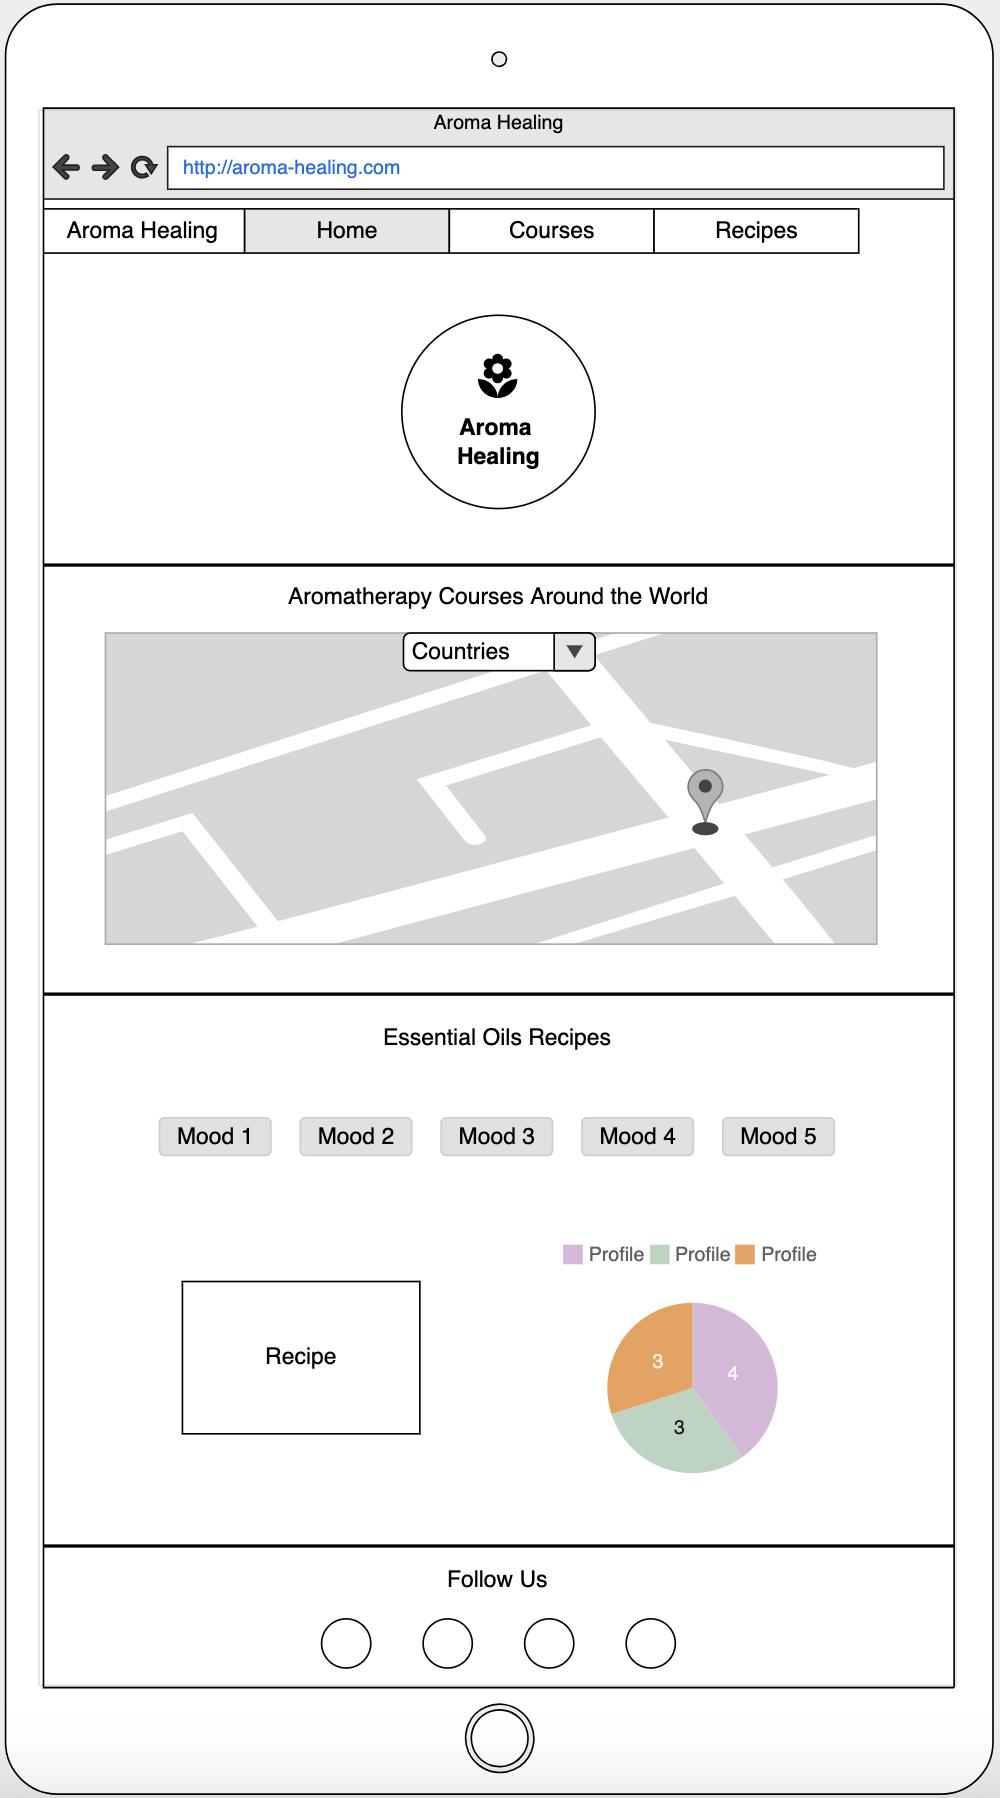 Aroma Healing
http://aroma-healing.com
Aroma Healing Home Courses Recipes
Aroma
Healing
Aromatherapy Courses Around the World
Countries
Essential Oils Recipes
Mood 1 Mood 2 Mood 3 Mood 4 Mood 5
Profile Profile Profile
Recipe
3
4
3
Follow Us